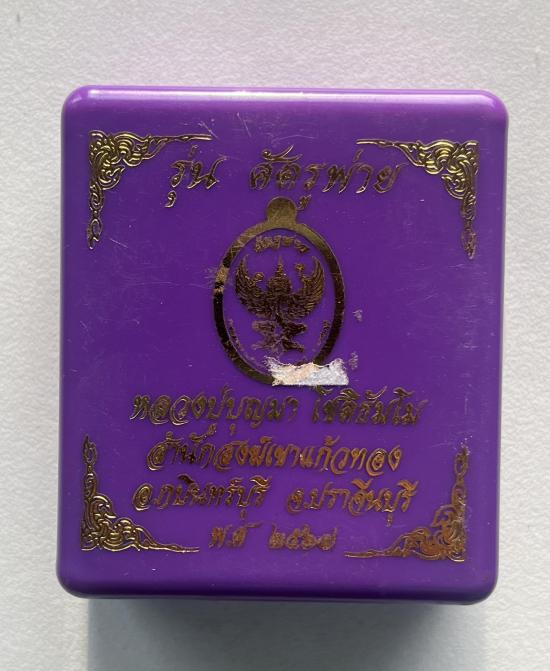 รุ่น ศัตรูพ่าย
หลวงปู่บุญมา โชติธัมโม
สำนักสงฆ์เขาแก้วทอง
อ.กบินทร์บุรี จ.ปราจีนบุรี
พ.ศ ๒๕๖๗